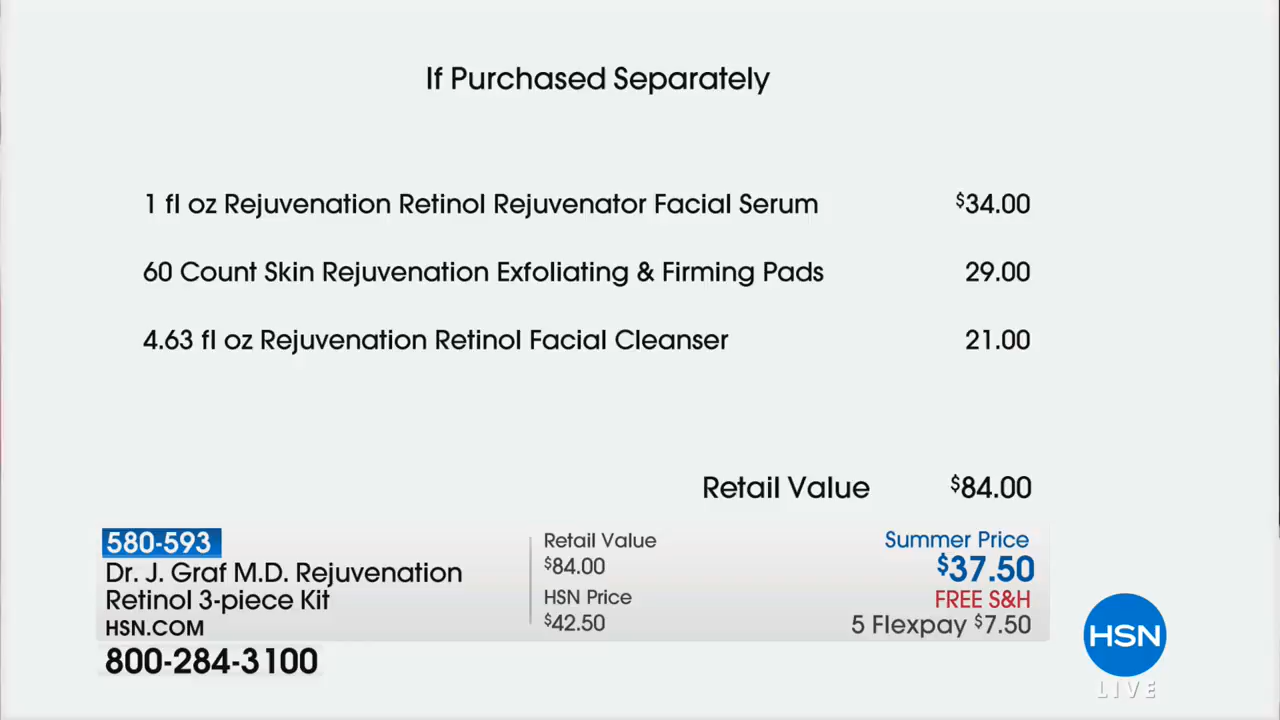 If Purchased Separately
1 fl oz Rejuvenation Retinol Rejuvenator Facial Serum $34.00
60 Count Skin Rejuvenation Exfoliating & Firming Pads 29.00
4.63 fl oz Rejuvenation Retinol Facial Cleanser 21.00
Retail Value $84.00
580-593
Dr. J. Graf M.D. Rejuvenation
Retinol 3-piece Kit
HSN.COM
800-284-3100
Retail Value
$84.00
HSN Price
$42.50
Summer Price
$37.50
FREE S&H
5 Flexpay $7.50
HSN
LIVE